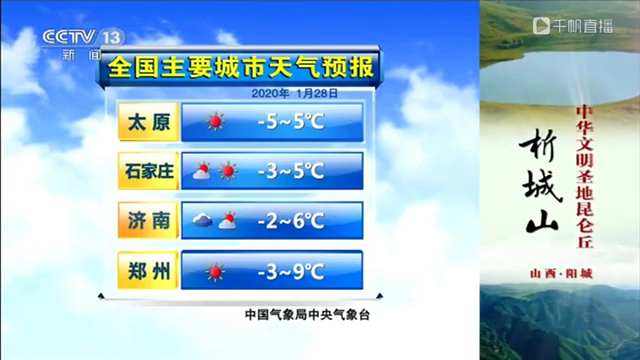 CCTV 13
新闻
千帆直播
全国主要城市天气预报
2020年 1月28日
太原 -5~5℃
石家庄 -3~5℃
济南 -2~6℃
郑州 -3~9℃
中国气象局中央气象台
中华文明圣地昆仑丘
析城山
山西·阳城